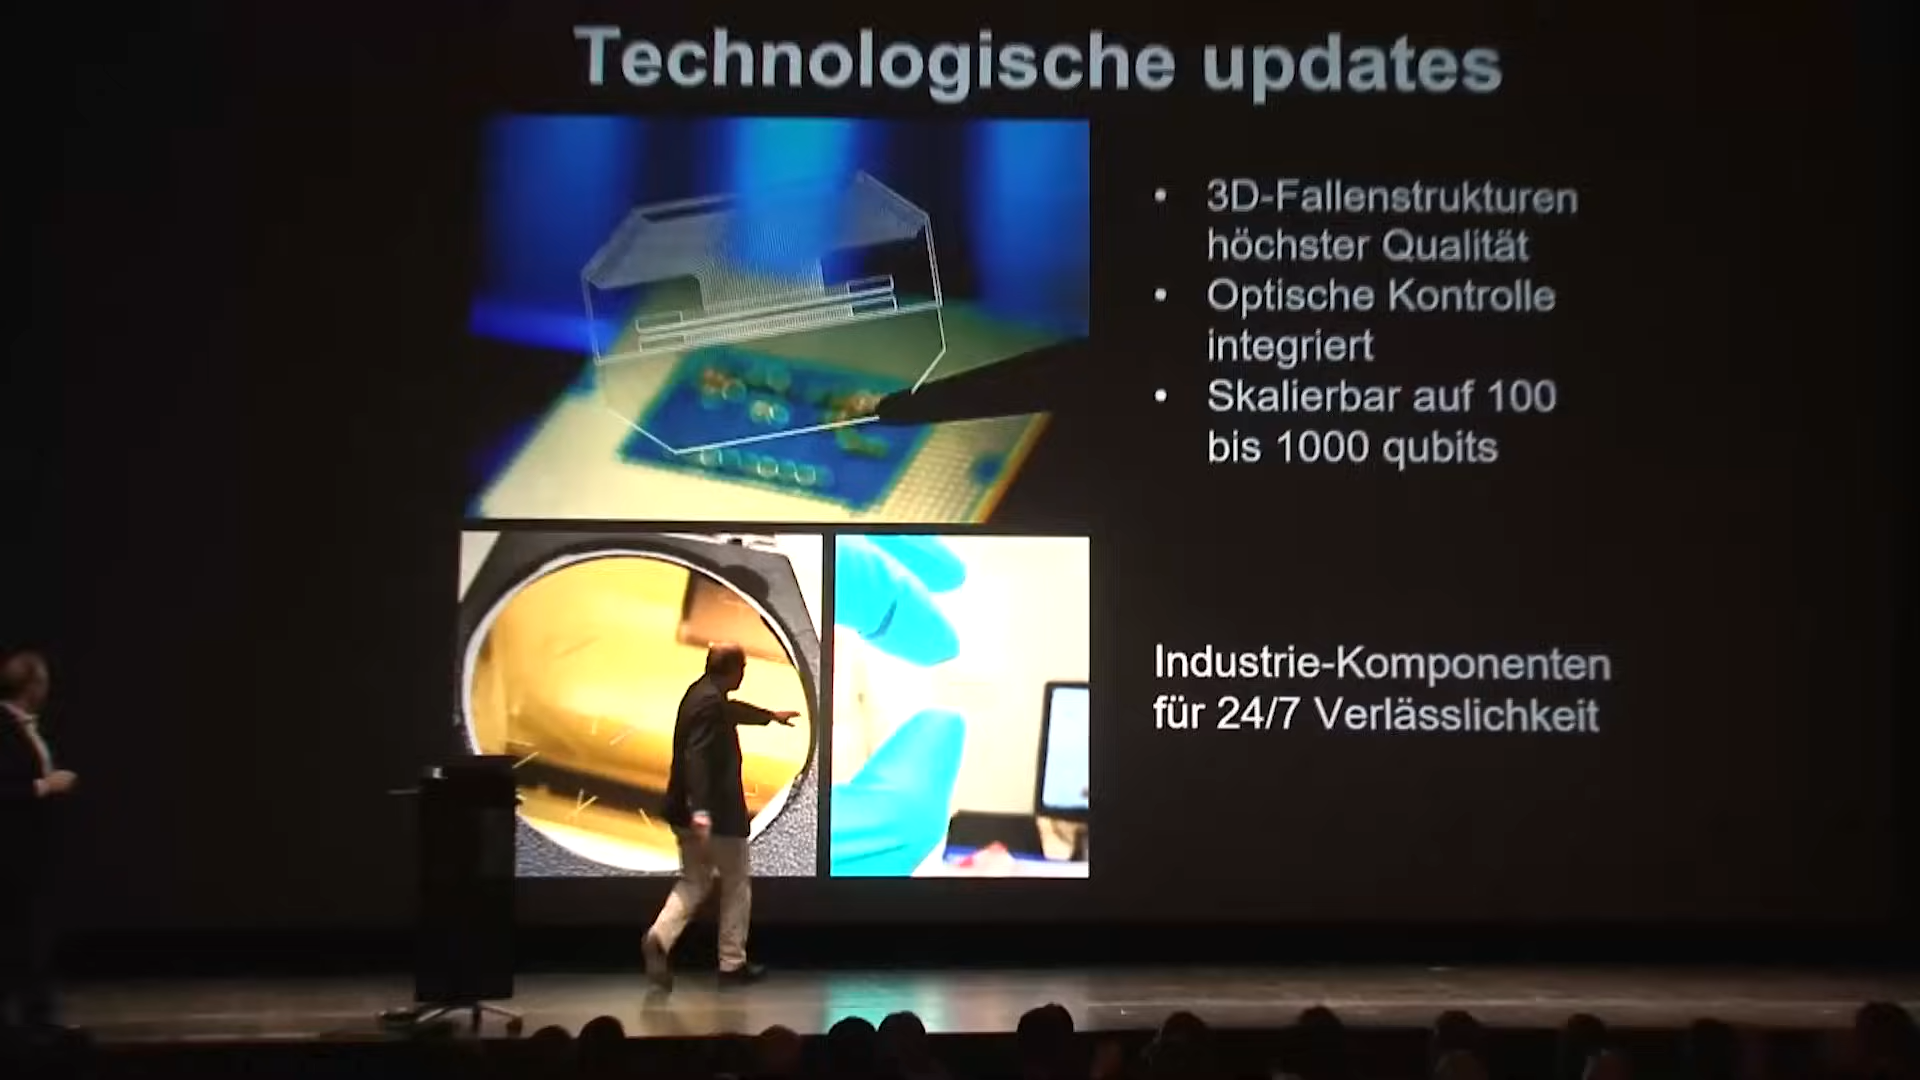 Technologische updates
• 3D-Fallenstrukturen
höchster Qualität
• Optische Kontrolle
integriert
• Skalierbar auf 100
bis 1000 qubits
Industrie-Komponenten
für 24/7 Verlässlichkeit